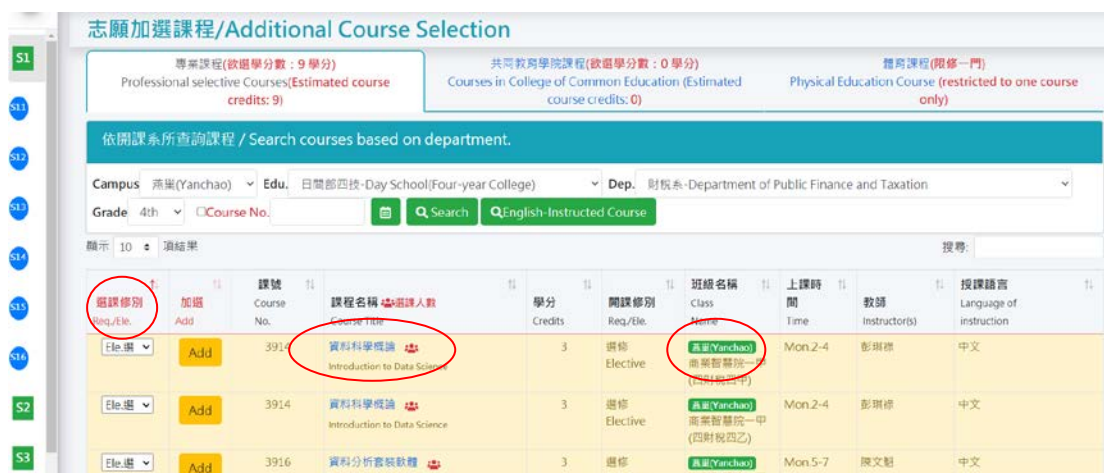 志願加選課程/Additional Course Selection
S1
S11
S12
S13
S14
S15
S16
S2
S3
專業課程(欲選學分數：9 學分)
Professional selective Courses(Estimated course
credits: 9)
共同教育學院課程(欲選學分數：0 學分)
Courses in College of Common Education (Estimated
course credits: 0)
體育課程(限修一門)
Physical Education Course (restricted to one course
only)
依開課系所查詢課程 / Search courses based on department.
Campus 燕巢(Yanchao) Edu. 日間部四技-Day School(Four-year College) Dep. 財稅系-Department of Public Finance and Taxation
Grade 4th Course No. Search English-Instructed Course
顯示 10 項結果 搜尋:
選課修別 加選 課號 課程名稱 選課人數 學分 開課修別 班級名稱 上課時間 教師 授課語言
Req./Ele. Add Course No. Course Title Credits Req./Ele. Class Name Time Instructor(s) Language of instruction
Ele.選 Add 3914 資料科學概論 3 選修 燕巢(Yanchao) Mon.2-4 中文
Introduction to Data Science Elective 商業智慧院一甲
(四財稅四甲)
Ele.選 Add 3914 資料科學概論 3 選修 燕巢(Yanchao) Mon.2-4 中文
Introduction to Data Science Elective 商業智慧院一甲
(四財稅四乙)
Ele.選 Add 3916 資料分析套裝軟體 3 選修 燕巢(Yanchao) Mon.5-7 陳文魁 中文